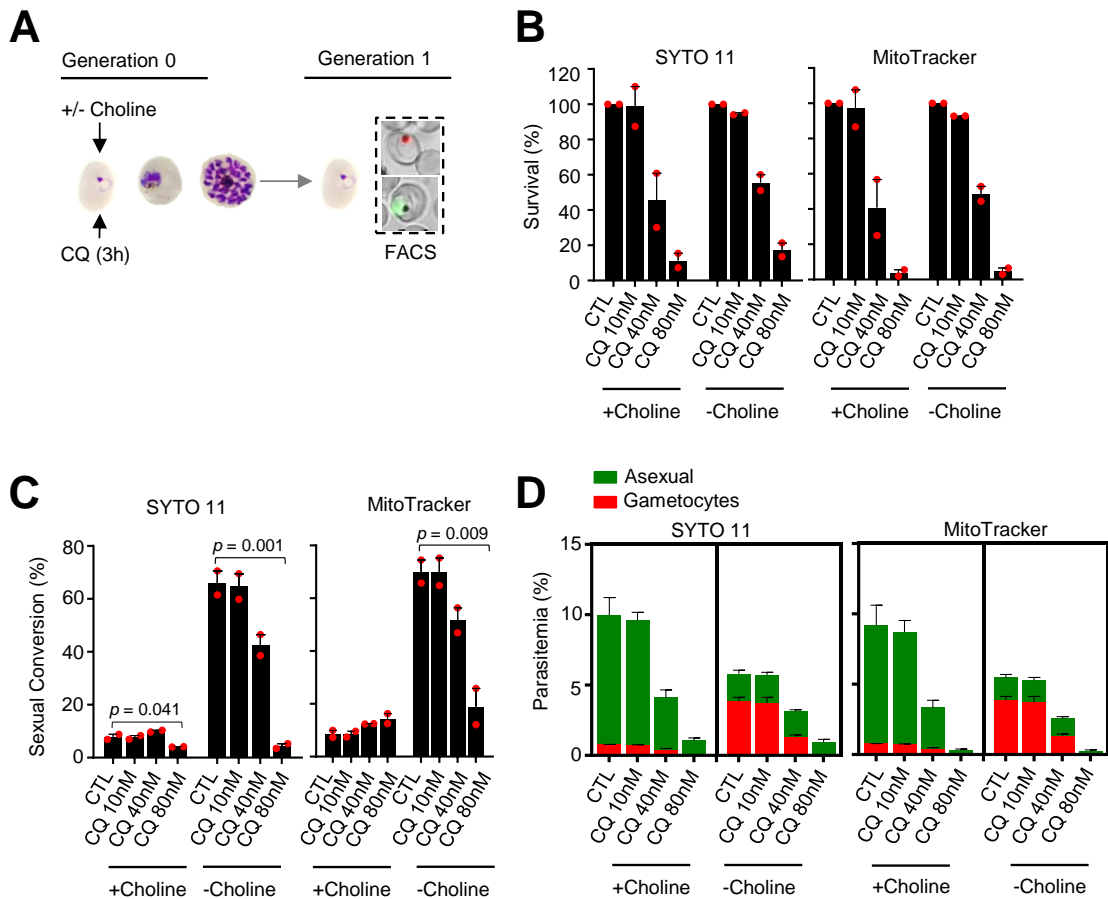 A
Generation 0
Generation 1
+/- Choline
CQ (3h)
FACS
B
SYTO 11
MitoTracker
Survival (%)
120
100
80
60
40
20
0
CTL
CQ 10nM
CQ 40nM
CQ 80nM
CTL
CQ 10nM
CQ 40nM
CQ 80nM
CTL
CQ 10nM
CQ 40nM
CQ 80nM
CTL
CQ 10nM
CQ 40nM
CQ 80nM
+Choline
-Choline
+Choline
-Choline
C
SYTO 11
MitoTracker
Sexual Conversion (%)
80
60
40
20
0
p = 0.041
p = 0.001
p = 0.009
CTL
CQ 10nM
CQ 40nM
CQ 80nM
CTL
CQ 10nM
CQ 40nM
CQ 80nM
CTL
CQ 10nM
CQ 40nM
CQ 80nM
CTL
CQ 10nM
CQ 40nM
CQ 80nM
+Choline
-Choline
+Choline
-Choline
D
Asexual
Gametocytes
SYTO 11
MitoTracker
Parasitemia (%)
15
10
5
0
CTL
CQ 10nM
CQ 40nM
CQ 80nM
CTL
CQ 10nM
CQ 40nM
CQ 80nM
CTL
CQ 10nM
CQ 40nM
CQ 80nM
CTL
CQ 10nM
CQ 40nM
CQ 80nM
+Choline
-Choline
+Choline
-Choline